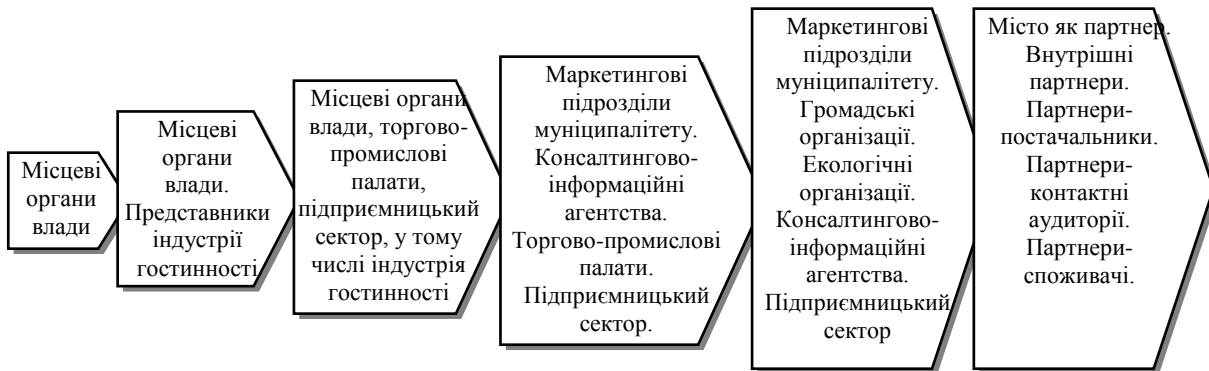 Місцеві
органи
влади
Місцеві
органи
влади.
Представники
індустрії
гостинності
Місцеві органи
влади, торгово-
промислові
палати,
підприємницький
сектор, у тому
числі індустрія
гостинності
Маркетингові
підрозділи
муніципалітету.
Консалтингово-
інформаційні
агентства.
Торгово-промислові
палати.
Підприємницький
сектор.
Маркетингові
підрозділи
муніципалітету.
Громадські
організації.
Екологічні
організації.
Консалтингово-
інформаційні
агентства.
Підприємницький
сектор
Місто як партнер.
Внутрішні
партнери.
Партнери-
постачальники.
Партнери-
контактні
аудиторії.
Партнери-
споживачі.